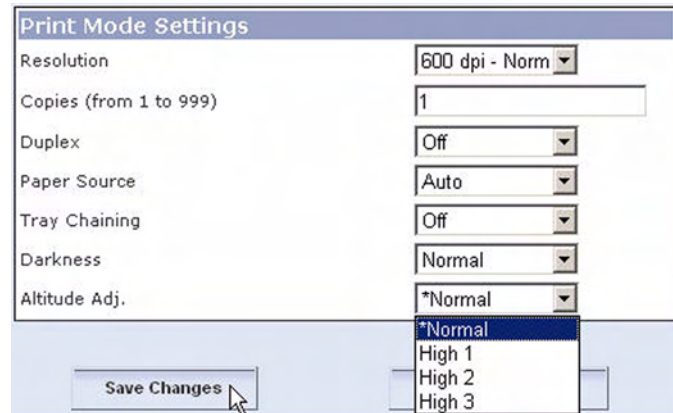 Print Mode Settings
Resolution 600 dpi - Norm
Copies (from 1 to 999) 1
Duplex Off
Paper Source Auto
Tray Chaining Off
Darkness Normal
Altitude Adj. *Normal
*Normal
High 1
High 2
High 3
Save Changes